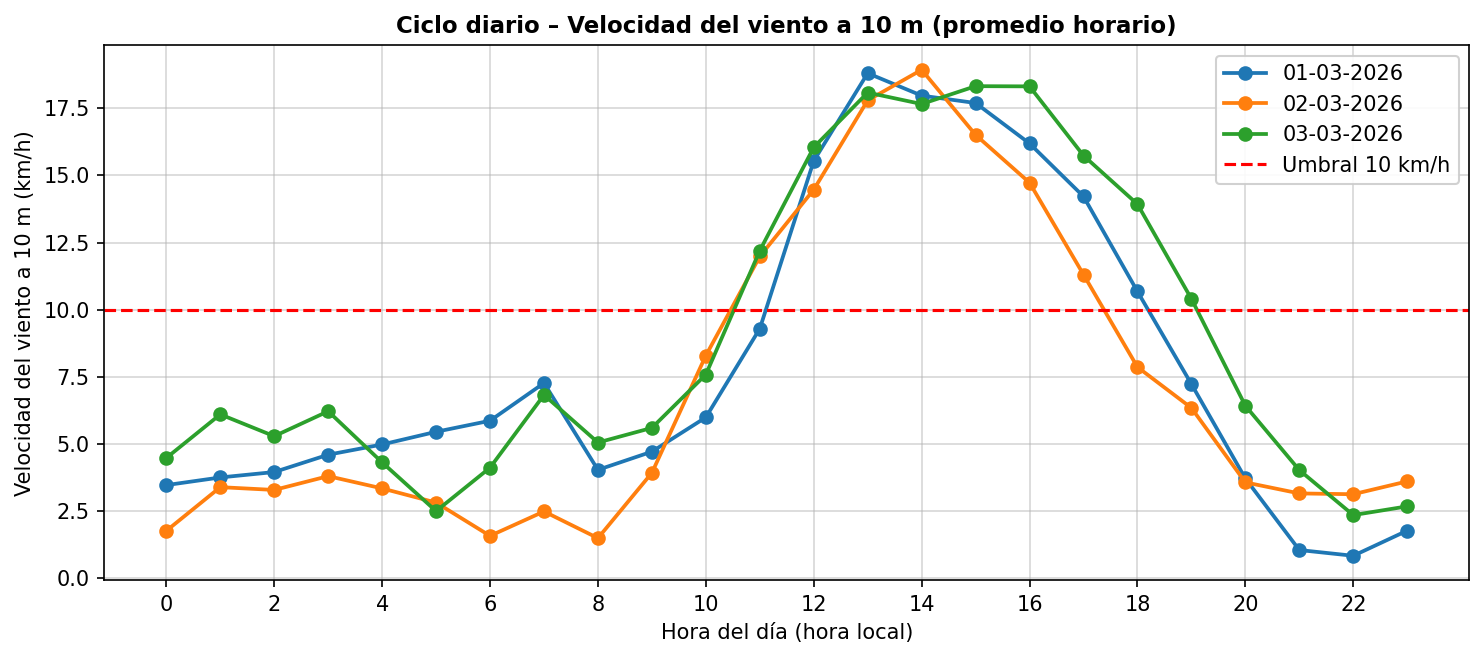 Ciclo diario – Velocidad del viento a 10 m (promedio horario)
Velocidad del viento a 10 m (km/h)
17.5
15.0
12.5
10.0
7.5
5.0
2.5
0.0
01-03-2026
02-03-2026
03-03-2026
Umbral 10 km/h
0 2 4 6 8 10 12 14 16 18 20 22
Hora del día (hora local)